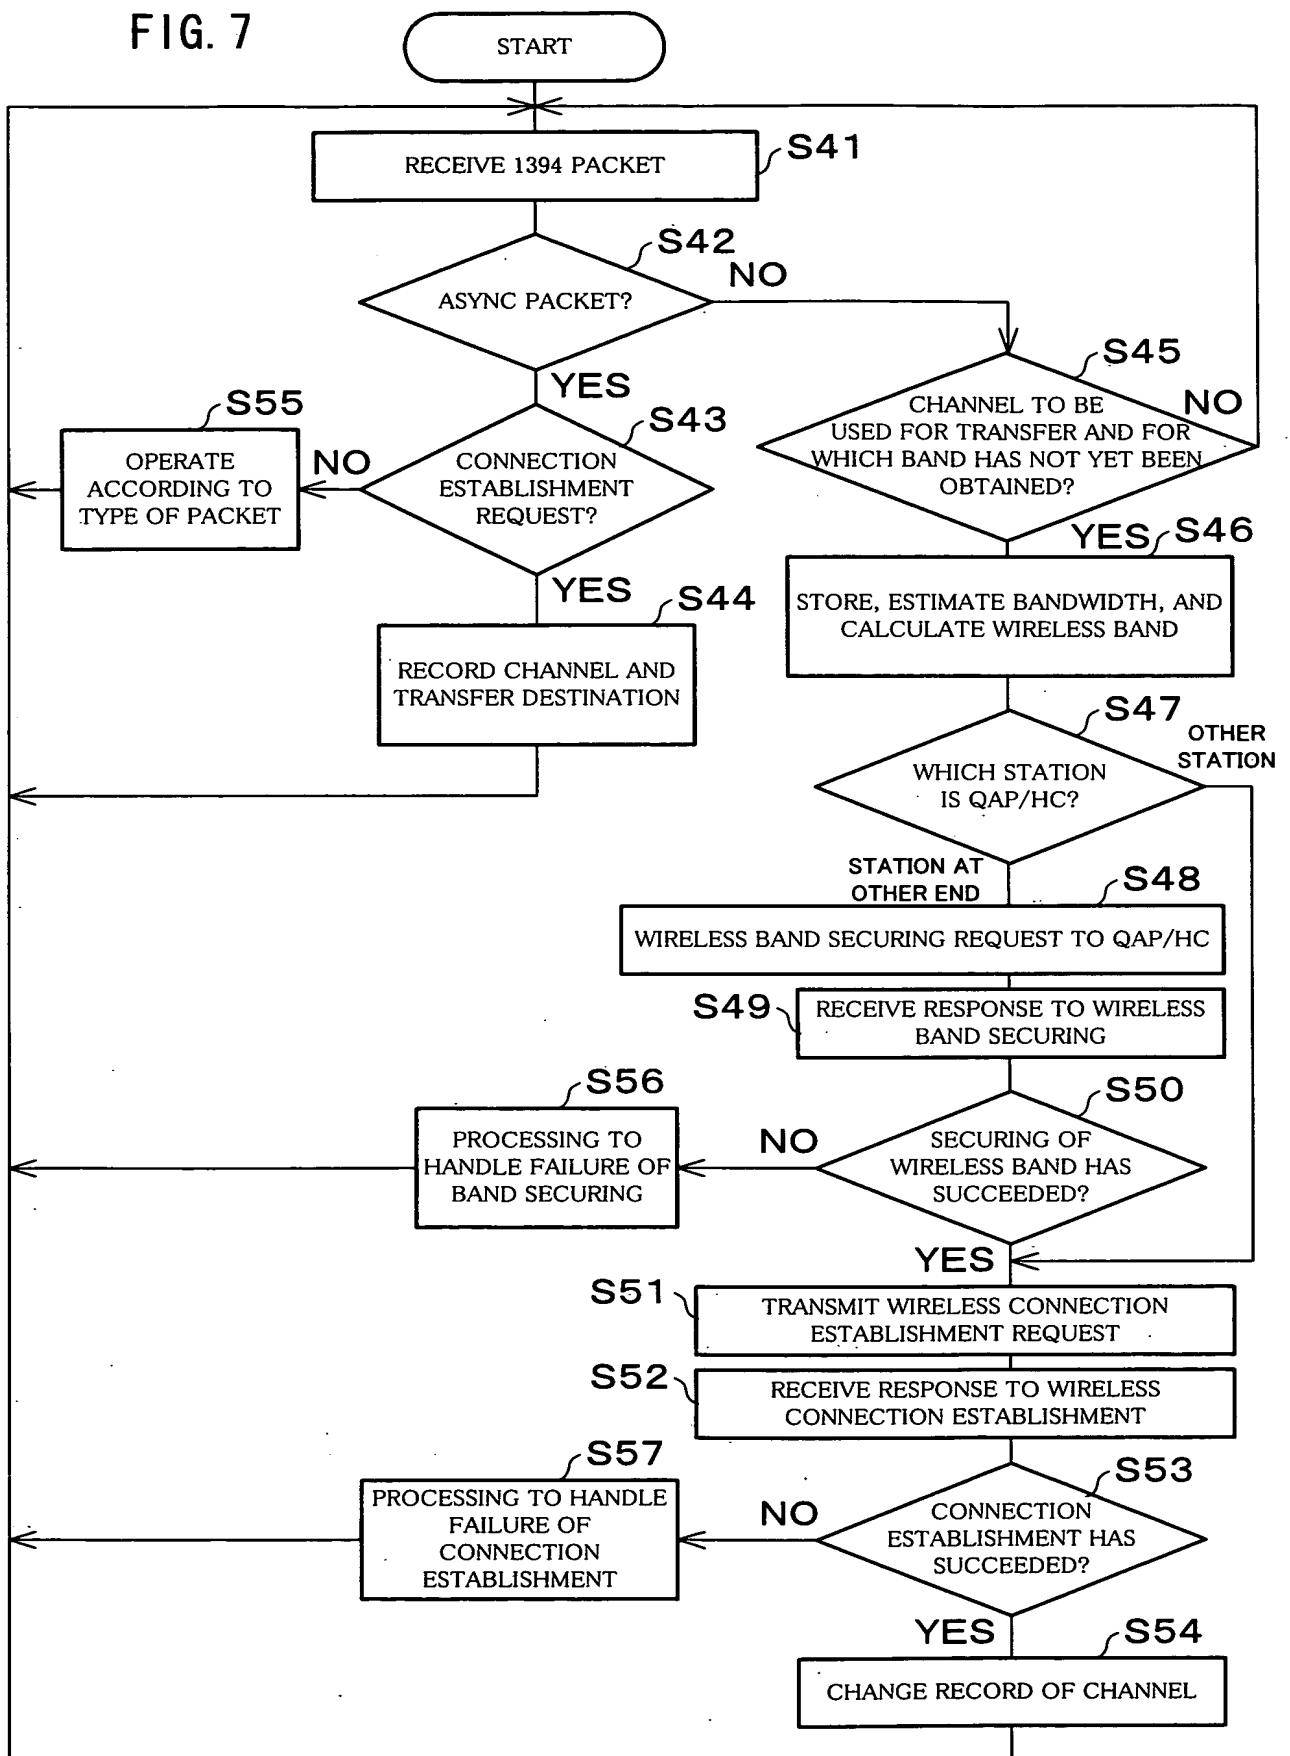 FIG. 7
START
RECEIVE 1394 PACKET
S41
ASYNC PACKET?
S42
NO
YES
CONNECTION
ESTABLISHMENT
REQUEST?
S43
NO
S55
OPERATE
ACCORDING TO
TYPE OF PACKET
YES
S44
RECORD CHANNEL AND
TRANSFER DESTINATION
S45
CHANNEL TO BE
USED FOR TRANSFER AND FOR
WHICH BAND HAS NOT YET BEEN
OBTAINED?
NO
YES
S46
STORE, ESTIMATE BANDWIDTH, AND
CALCULATE WIRELESS BAND
S47
WHICH STATION
IS QAP/HC?
OTHER
STATION
STATION AT
OTHER END
S48
WIRELESS BAND SECURING REQUEST TO QAP/HC
S49
RECEIVE RESPONSE TO WIRELESS
BAND SECURING
S50
SECURING OF
WIRELESS BAND HAS
SUCCEEDED?
NO
S56
PROCESSING TO
HANDLE FAILURE OF
BAND SECURING
YES
S51
TRANSMIT WIRELESS CONNECTION
ESTABLISHMENT REQUEST
S52
RECEIVE RESPONSE TO WIRELESS
CONNECTION ESTABLISHMENT
S53
CONNECTION
ESTABLISHMENT HAS
SUCCEEDED?
NO
S57
PROCESSING TO HANDLE
FAILURE OF
CONNECTION
ESTABLISHMENT
YES
S54
CHANGE RECORD OF CHANNEL